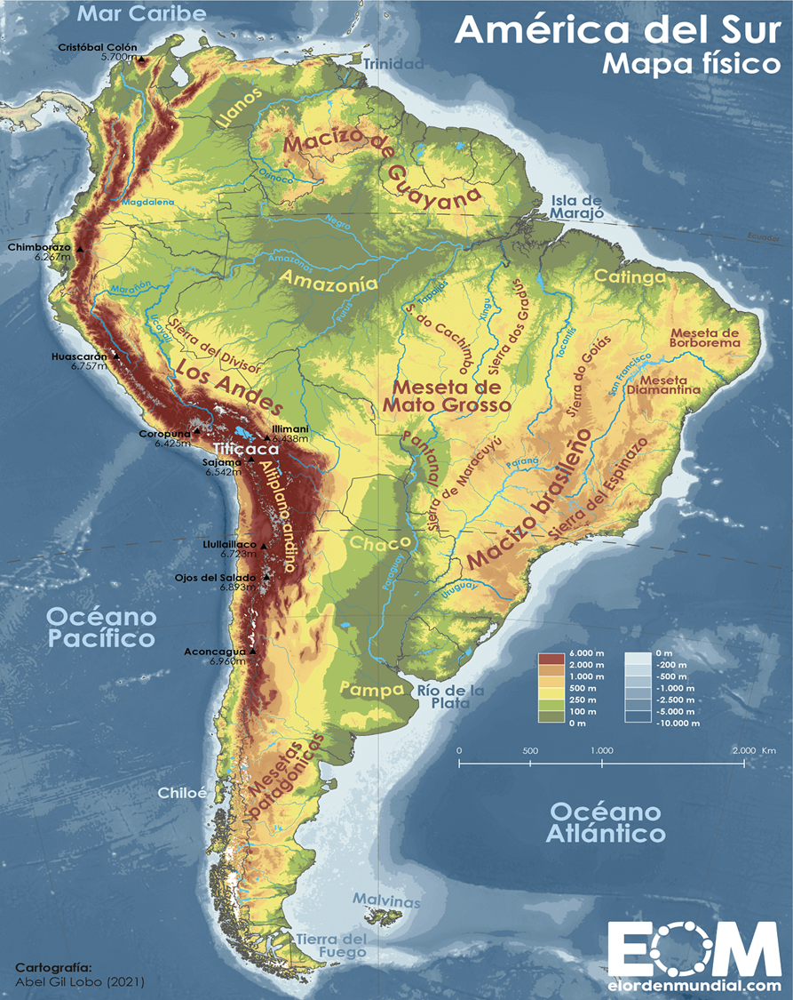 América del Sur
Mapa físico
Mar Caribe
Cristóbal Colón
5.700m
Trinidad
Llanos
Macizo de
Guayana
Orinoco
Magdalena
Isla de
Marajó
Negro
Ecuador
Chimborazo
6.267m
Amazonas
Amazonía
Catinga
Marañón
Tapajós
Xingu
Sierra dos Grapus
Purus
Ucayali
S. do Cachimbo
Tocantis
Meseta de
Borborema
Sierra del Divisor
Sierra do Goiás
San Francisco
Huascarán
6.757m
Los Andes
Meseta de
Mato Grosso
Meseta
Diamantina
Coropuna
6.425m
Illimani
6.438m
Titicaca
Sajama
6.542m
Pantanal
Sierra de Maracuyú
Paraná
Macizo brasileño
Sierra del Espinazo
Altiplano andino
Chaco
Llullaillaco
6.723m
Paraguay
Ojos del Salado
6.893m
Uruguay
Océano
Pacífico
Aconcagua
6.960m
6.000 m
2.000 m
1.000 m
500 m
250 m
100 m
0 m
0 m
-200 m
-500 m
-1.000 m
-2.500 m
-5.000 m
-10.000 m
Pampa
Río de la
Plata
0 500 1.000 2.000 Km
Mesetas
patagónicas
Chiloé
Océano
Atlántico
Malvinas
Tierra del
Fuego
Cartografía:
Abel Gil Lobo (2021)
EOM
elordenmundial.com